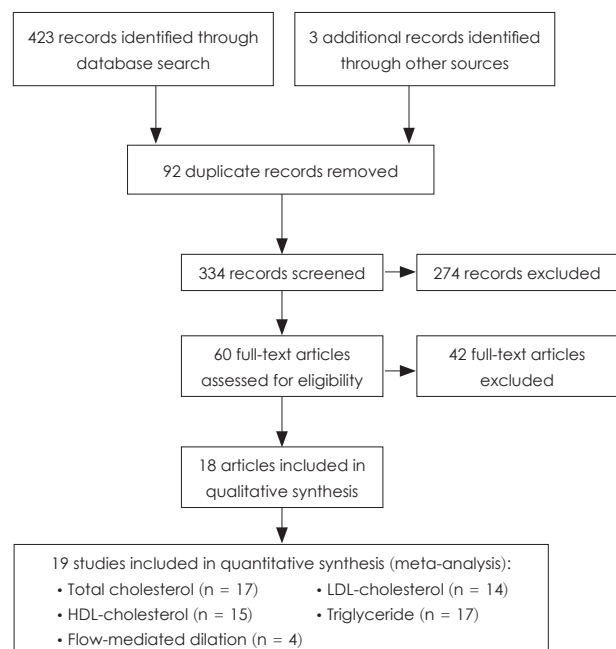 423 records identified through
database search
3 additional records identified
through other sources
92 duplicate records removed
334 records screened
274 records excluded
60 full-text articles
assessed for eligibility
42 full-text articles
excluded
18 articles included in
qualitative synthesis
19 studies included in quantitative synthesis (meta-analysis):
• Total cholesterol (n = 17)
• LDL-cholesterol (n = 14)
• HDL-cholesterol (n = 15)
• Triglyceride (n = 17)
• Flow-mediated dilation (n = 4)